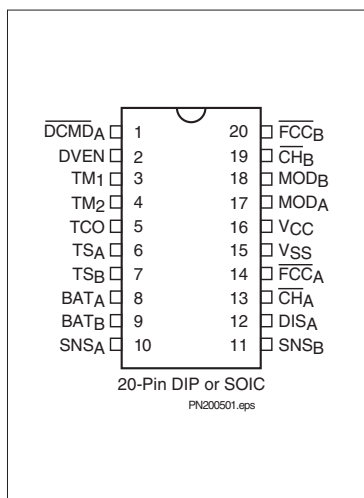 DCMDA 1 20 FCCB
DVEN 2 19 CHB
TM1 3 18 MODB
TM2 4 17 MODA
TCO 5 16 VCC
TSA 6 15 VSS
TSB 7 14 FCCA
BATA 8 13 CHA
BATB 9 12 DISA
SNSA 10 11 SNSB
20-Pin DIP or SOIC
PN200501.eps